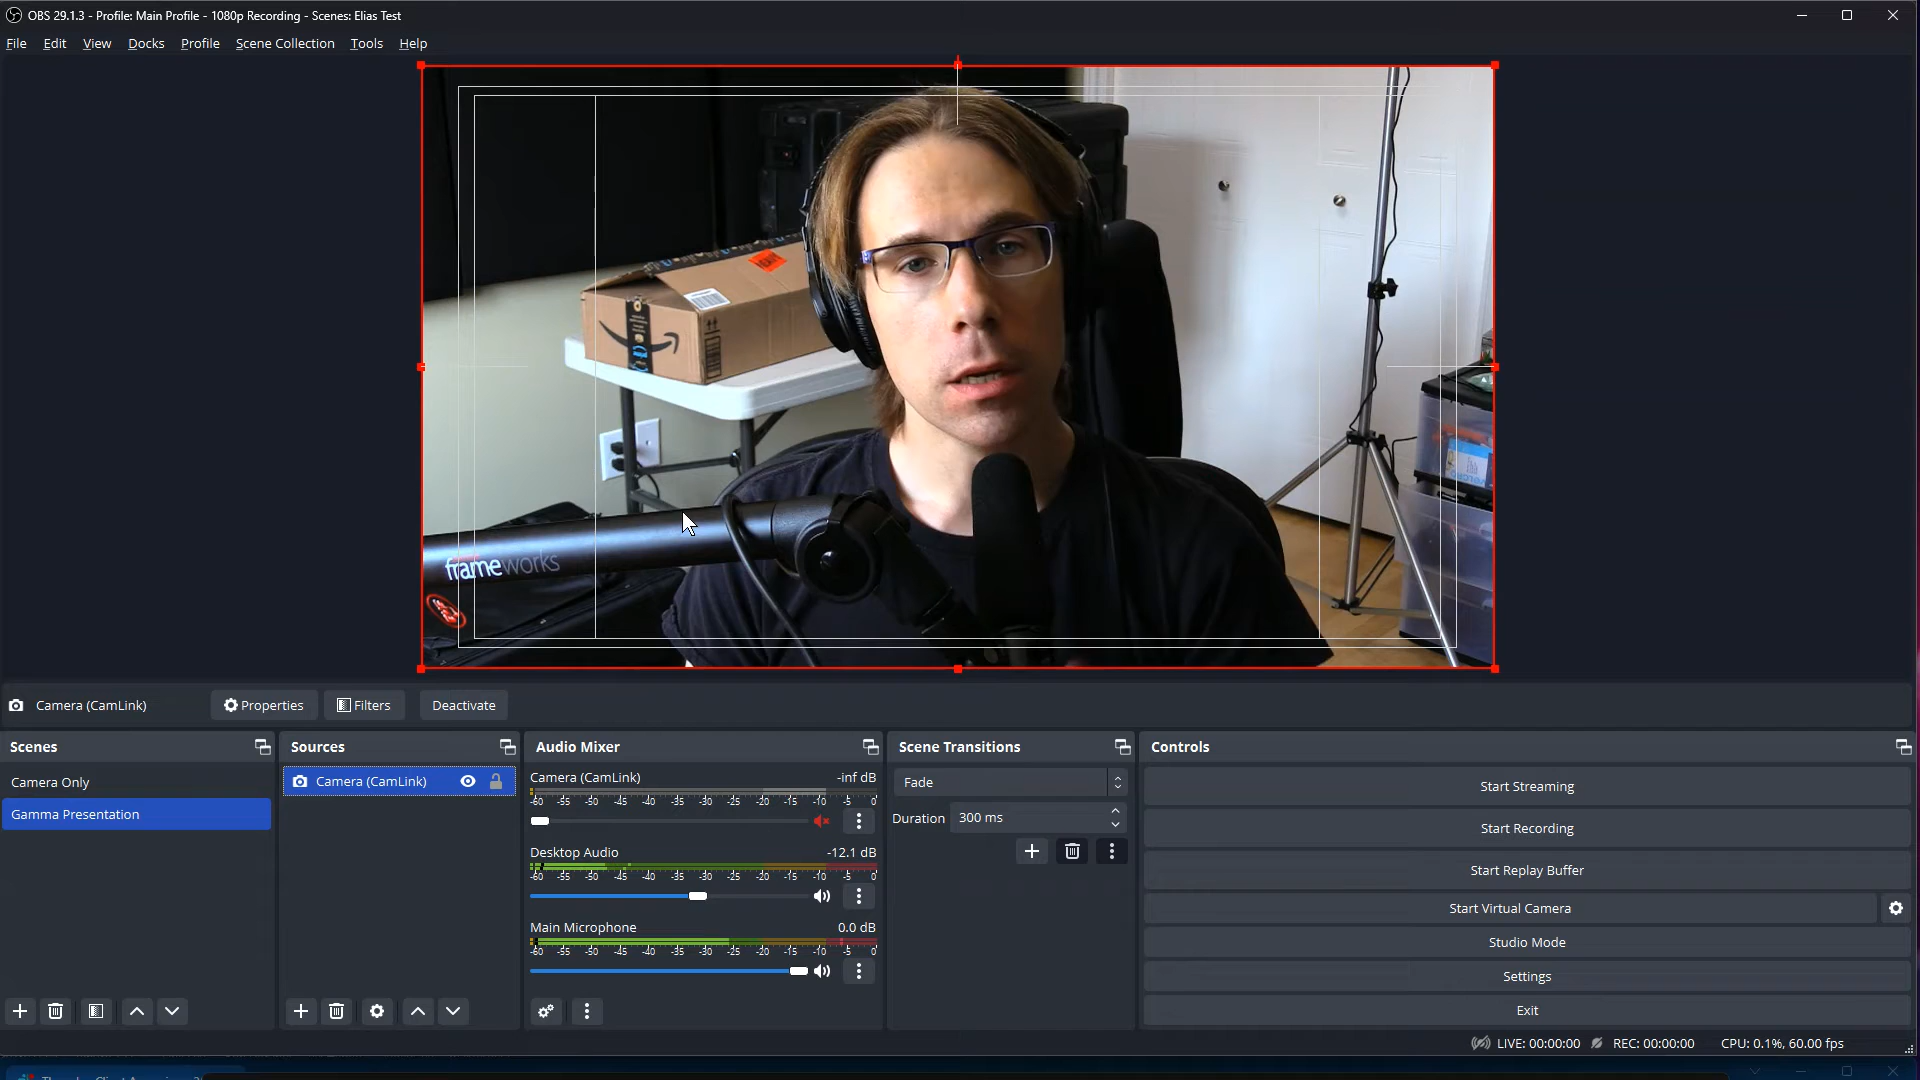 OBS 29.1.3 - Profile: Main Profile - 1080p Recording - Scenes: Elias Test
File Edit View Docks Profile Scene Collection Tools Help
frameworks
Camera (CamLink) Properties Filters Deactivate
Scenes
Camera Only
Gamma Presentation
Sources
Camera (CamLink)
Audio Mixer
Camera (CamLink) -inf dB
-60 -55 -50 -45 -40 -35 -30 -25 -20 -15 -10 -5 0
Desktop Audio -12.1 dB
-60 -55 -50 -45 -40 -35 -30 -25 -20 -15 -10 -5 0
Main Microphone 0.0 dB
-60 -55 -50 -45 -40 -35 -30 -25 -20 -15 -10 -5 0
Scene Transitions
Fade
Duration 300 ms
Controls
Start Streaming
Start Recording
Start Replay Buffer
Start Virtual Camera
Studio Mode
Settings
Exit
LIVE: 00:00:00 REC: 00:00:00 CPU: 0.1%, 60.00 fps